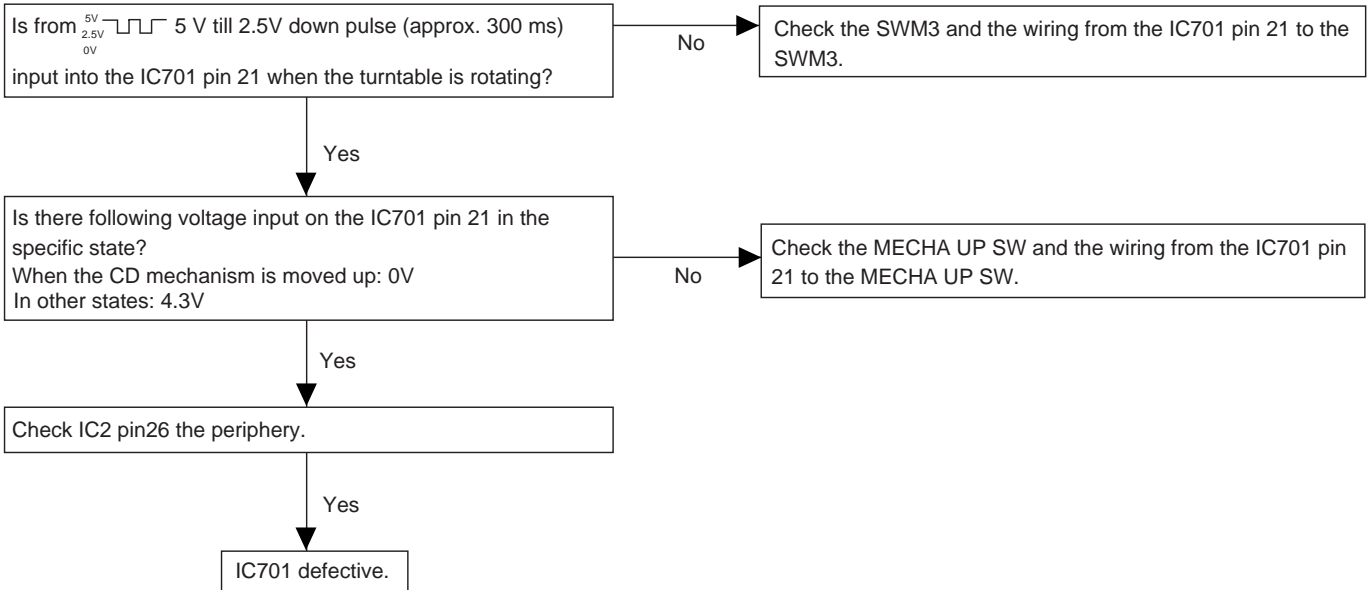 Is from 5V 2.5V 0V 5 V till 2.5V down pulse (approx. 300 ms)
input into the IC701 pin 21 when the turntable is rotating?
No
Check the SWM3 and the wiring from the IC701 pin 21 to the
SWM3.
Yes
Is there following voltage input on the IC701 pin 21 in the
specific state?
When the CD mechanism is moved up: 0V
In other states: 4.3V
No
Check the MECHA UP SW and the wiring from the IC701 pin
21 to the MECHA UP SW.
Yes
Check IC2 pin26 the periphery.
Yes
IC701 defective.